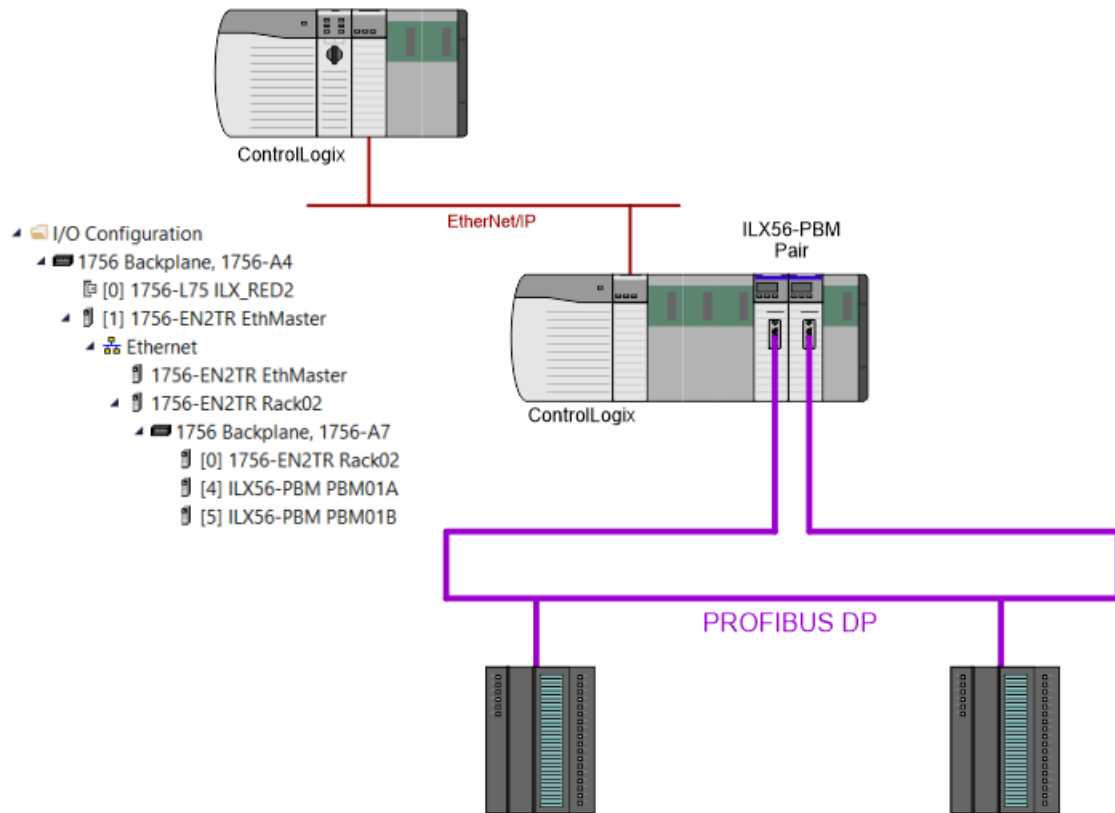 ControlLogix
EtherNet/IP
ILX56-PBM
Pair
I/O Configuration
1756 Backplane, 1756-A4
[0] 1756-L75 ILX_RED2
[1] 1756-EN2TR EthMaster
Ethernet
1756-EN2TR EthMaster
1756-EN2TR Rack02
1756 Backplane, 1756-A7
[0] 1756-EN2TR Rack02
[4] ILX56-PBM PBM01A
[5] ILX56-PBM PBM01B
ControlLogix
PROFIBUS DP